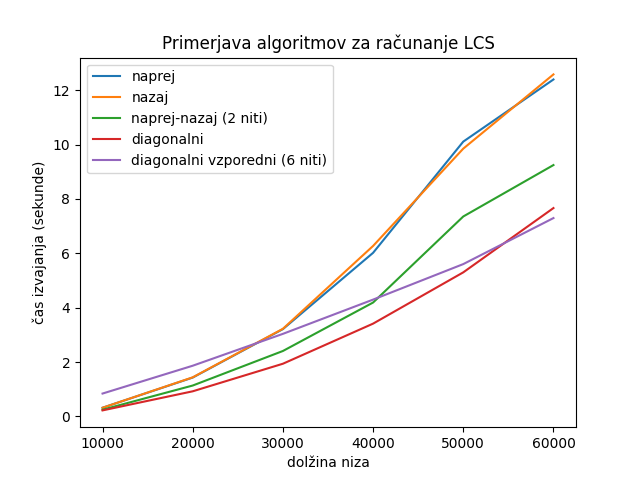 Primerjava algoritmov za računanje LCS
naprej
nazaj
naprej-nazaj (2 niti)
diagonalni
diagonalni vzporedni (6 niti)
čas izvajanja (sekunde)
12
10
8
6
4
2
0
10000 20000 30000 40000 50000 60000
dolžina niza